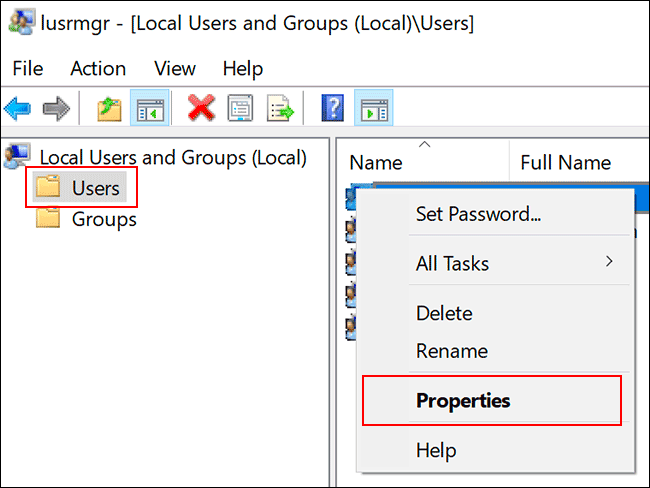 lusrmgr - [Local Users and Groups (Local)\Users]
File Action View Help
Local Users and Groups (Local)
Users
Groups
Name Full Name
Set Password...
All Tasks
Delete
Rename
Properties
Help